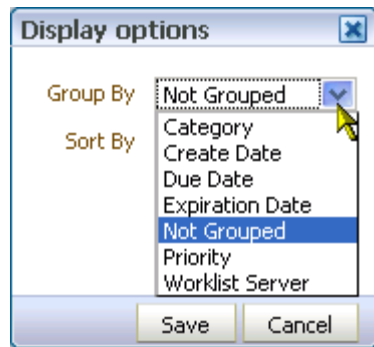 Display options
Group By Not Grouped
Sort By
Category
Create Date
Due Date
Expiration Date
Not Grouped
Priority
Worklist Server
Save Cancel